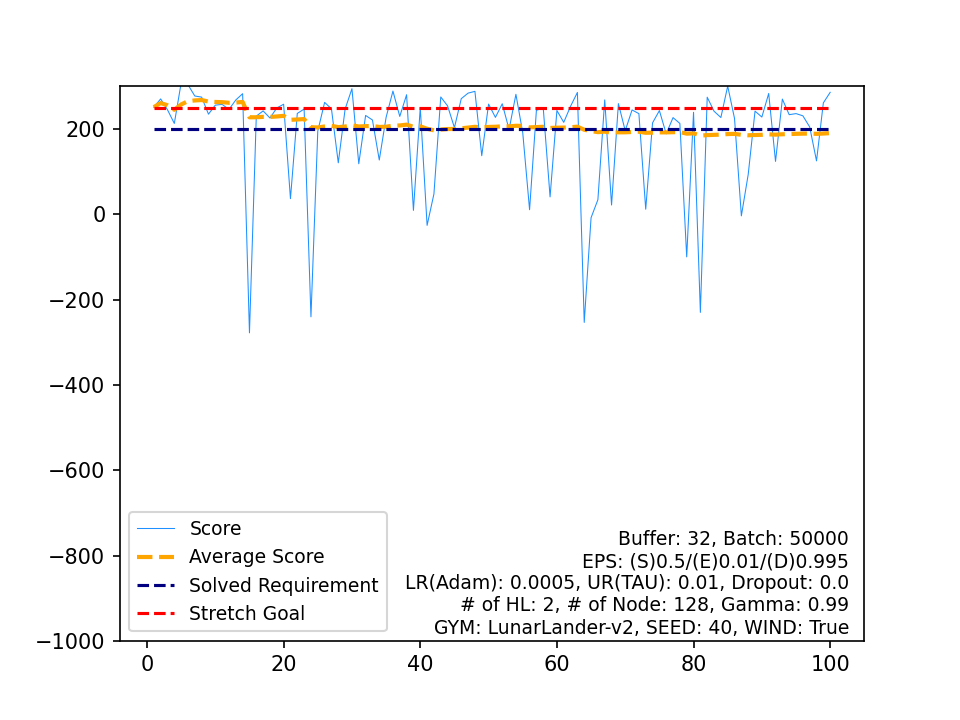 200
0
−200
−400
−600
−800
−1000
0
20
40
60
80
100
Score
Average Score
Solved Requirement
Stretch Goal
Buffer: 32, Batch: 50000
EPS: (S)0.5/(E)0.01/(D)0.995
LR(Adam): 0.0005, UR(TAU): 0.01, Dropout: 0.0
# of HL: 2, # of Node: 128, Gamma: 0.99
GYM: LunarLander-v2, SEED: 40, WIND: True